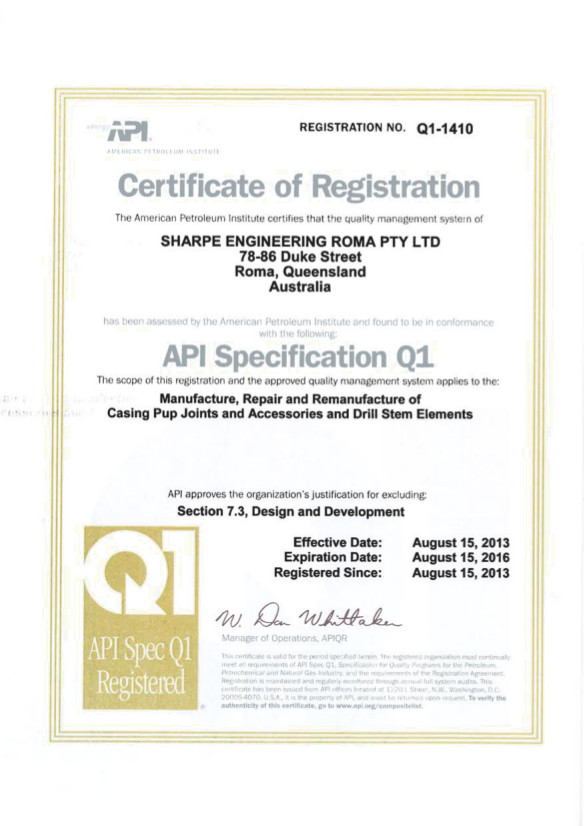 API
AMERICAN PETROLEUM INSTITUTE
REGISTRATION NO. Q1-1410
Certificate of Registration
The American Petroleum Institute certifies that the quality management system of
SHARPE ENGINEERING ROMA PTY LTD
78-86 Duke Street
Roma, Queensland
Australia
has been assessed by the American Petroleum Institute and found to be in conformance
with the following:
API Specification Q1
The scope of this registration and the approved quality management system applies to the:
Manufacture, Repair and Remanufacture of
Casing Pup Joints and Accessories and Drill Stem Elements
API approves the organization's justification for excluding:
Section 7.3, Design and Development
Effective Date: August 15, 2013
Expiration Date: August 15, 2016
Registered Since: August 15, 2013
Q1
API Spec Q1
Registered
®
W. Don Whittaker
Manager of Operations, APIQR
This certificate is valid for the period specified herein. The registered organization must continually
meet all requirements of API Spec Q1, Specification for Quality Programs for the Petroleum,
Petrochemical and Natural Gas Industry, and the requirements of the Registration Agreement.
Registration is maintained and regularly monitored through annual full system audits. This
certificate has been issued from API offices located at 1220 L Street, N.W., Washington, D.C.
20005-4070, U.S.A., it is the property of API, and must be returned upon request. To verify the
authenticity of this certificate, go to www.api.org/compositelist.